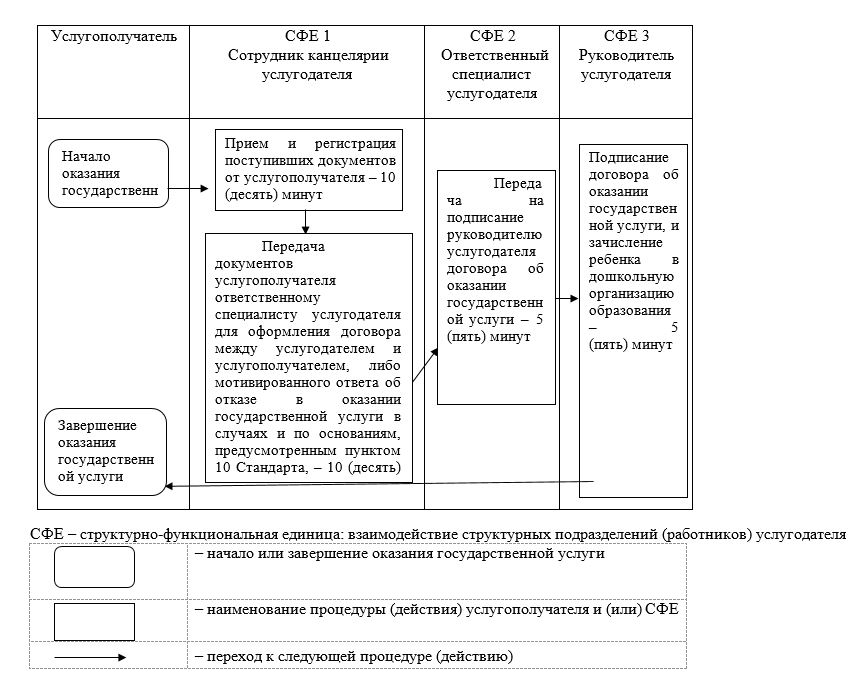 Услугополучатель
СФЕ 1
Сотрудник канцелярии
услугодателя
СФЕ 2
Ответственный
специалист
услугодателя
СФЕ 3
Руководитель
услугодателя
Начало
оказания
государственн
Прием и регистрация
поступивших документов
от услугополучателя – 10
(десять) минут
Передача
документов
услугополучателя
ответственному
специалисту услугодателя
для оформления договора
между услугодателем и
услугополучателем, либо
мотивированного ответа об
отказе в оказании
государственной услуги в
случаях и по основаниям,
предусмотренным пунктом
10 Стандарта, – 10 (десять)
Переда
ча на
подписание
руководителю
услугодателя
договора об
оказании
государственн
ой услуги – 5
(пять) минут
Подписание
договора об
оказании
государствен
ной услуги, и
зачисление
ребенка в
дошкольную
организацию
образования
– 5
(пять) минут
Завершение
оказания
государственн
ой услуги
СФЕ – структурно-функциональная единица: взаимодействие структурных подразделений (работников) услугодателя
– начало или завершение оказания государственной услуги
– наименование процедуры (действия) услугополучателя и (или) СФЕ
– переход к следующей процедуре (действию)